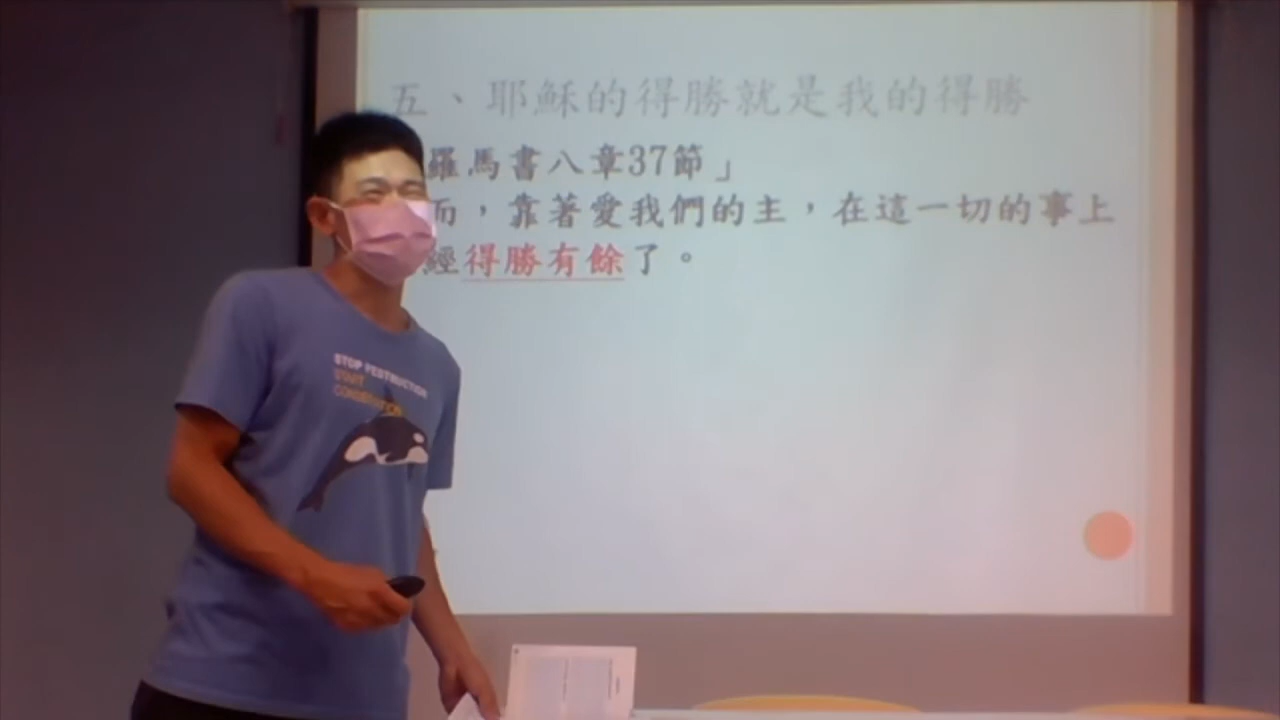 五、耶穌的得勝就是我的得勝
羅馬書八章37節」
而，靠著愛我們的主，在這一切的事上
經得勝有餘了。
STOP DESTRUCTION
START
CONSERVATION